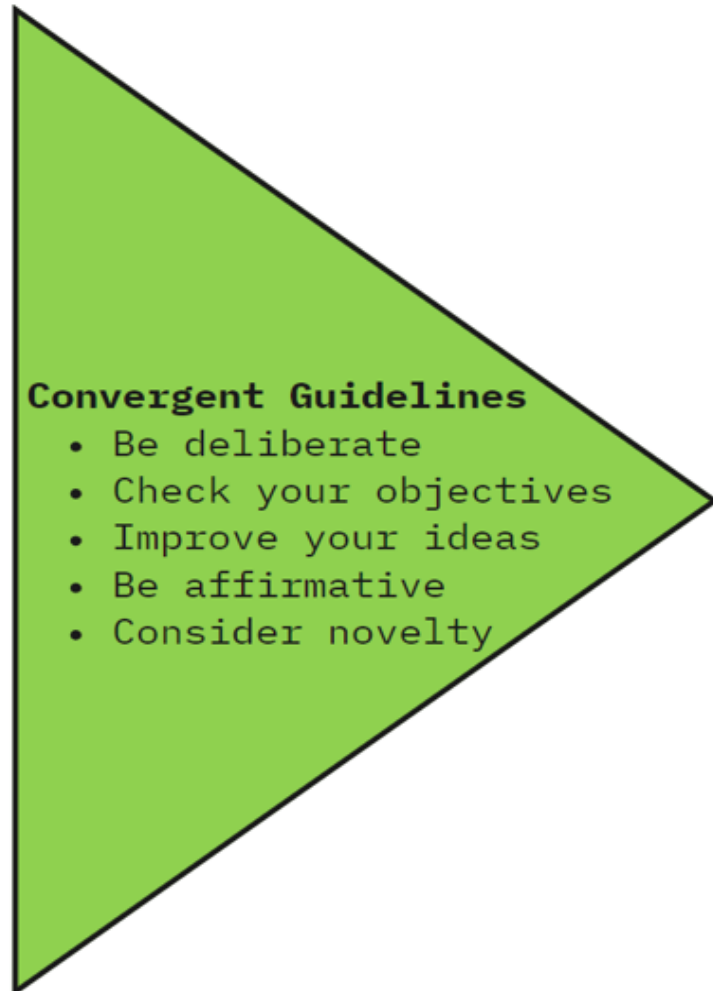 Convergent Guidelines
• Be deliberate
• Check your objectives
• Improve your ideas
• Be affirmative
• Consider novelty